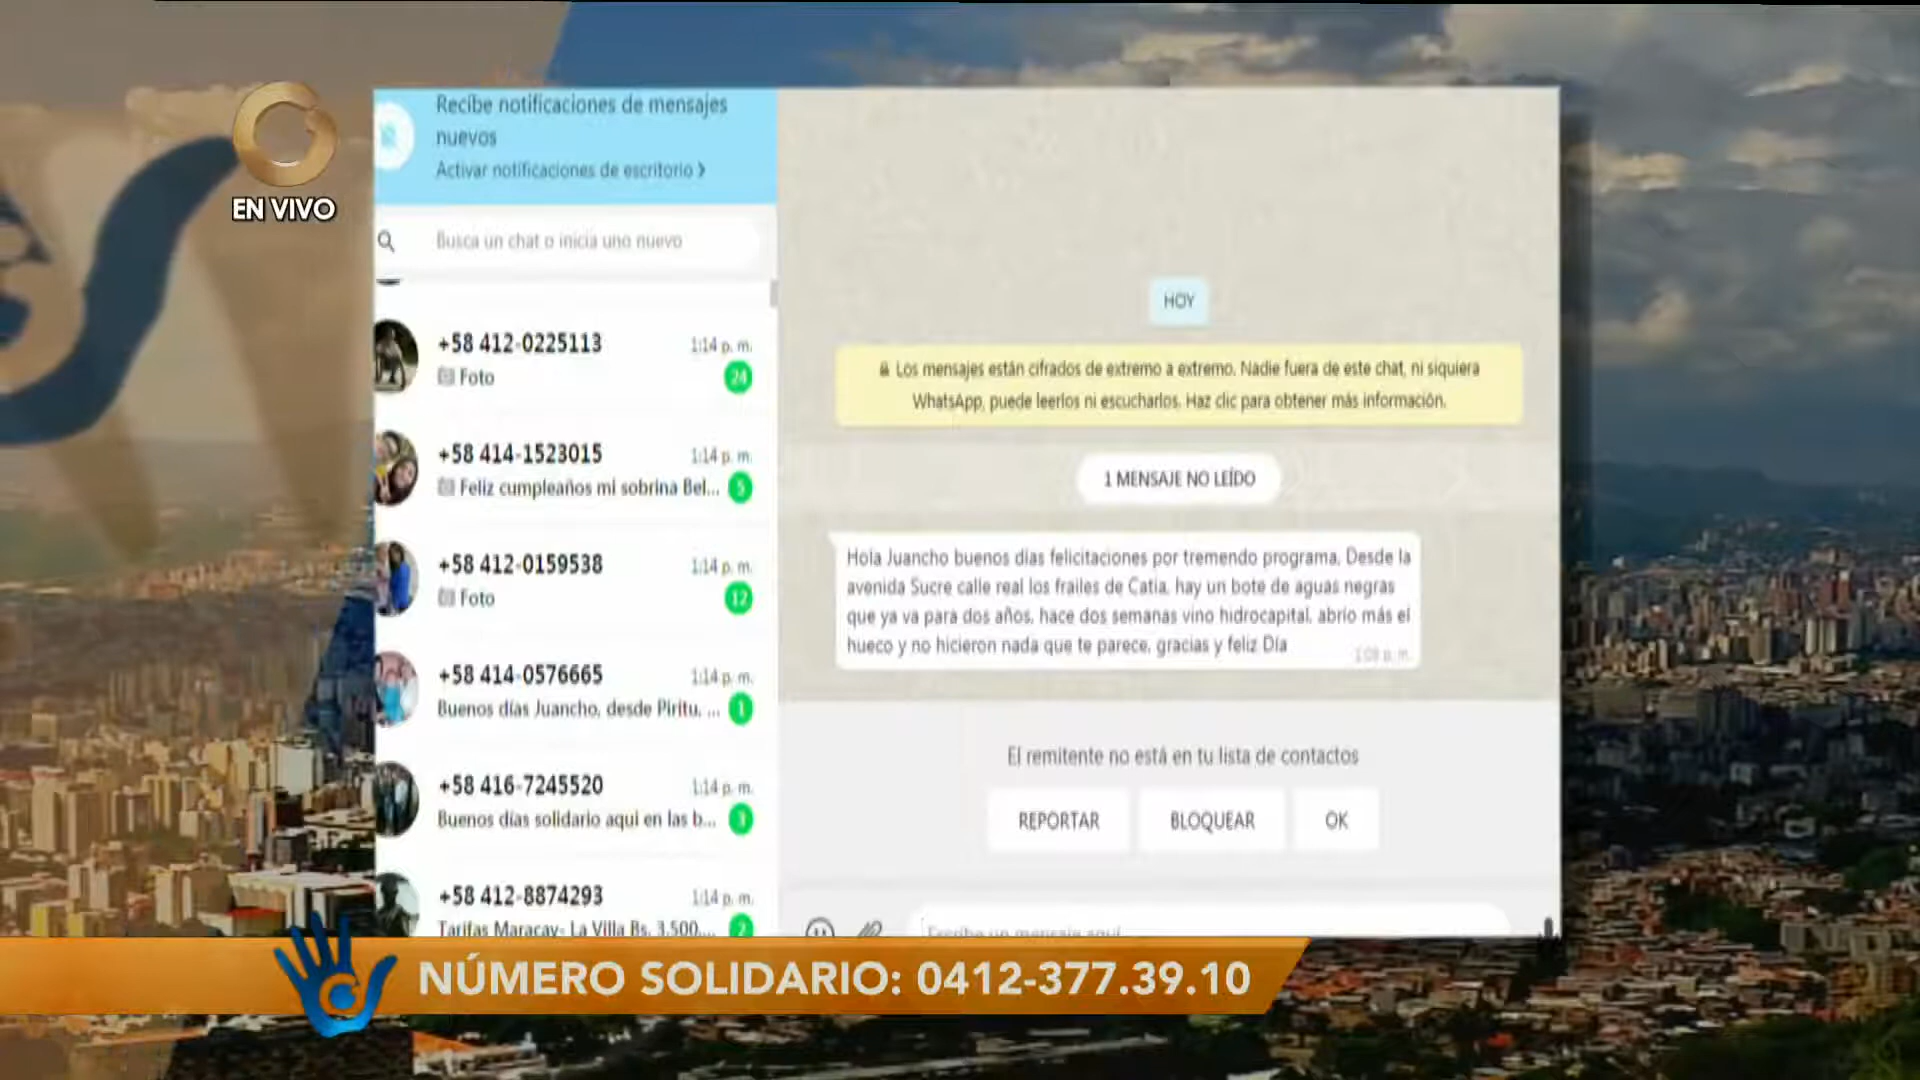 EN VIVO
Recibe notificaciones de mensajes
nuevos
Activar notificaciones de escritorio
Busca un chat o inicia uno nuevo
+58 412-0225113
1:14 p. m.
Foto
24
+58 414-1523015
1:14 p. m.
Feliz cumpleaños mi sobrina Bel...
5
+58 412-0159538
1:14 p. m.
Foto
12
+58 414-0576665
1:14 p. m.
Buenos días Juancho, desde Piritu, ...
1
+58 416-7245520
1:14 p. m.
Buenos días solidario aqui en las b...
3
+58 412-8874293
1:14 p. m.
Tarifas Maracay- La Villa Bs. 3.500....
2
HOY
Los mensajes están cifrados de extremo a extremo. Nadie fuera de este chat, ni siquiera
WhatsApp, puede leerlos ni escucharlos. Haz clic para obtener más información.
1 MENSAJE NO LEÍDO
Hola Juancho buenos días felicitaciones por tremendo programa. Desde la
avenida Sucre calle real los frailes de Catia, hay un bote de aguas negras
que ya va para dos años, hace dos semanas vino hidrocapital, abrío más el
hueco y no hicieron nada que te parece, gracias y feliz Día
1:08 p. m.
El remitente no está en tu lista de contactos
REPORTAR
BLOQUEAR
OK
Escribe un mensaje aquí
NÚMERO SOLIDARIO: 0412-377.39.10